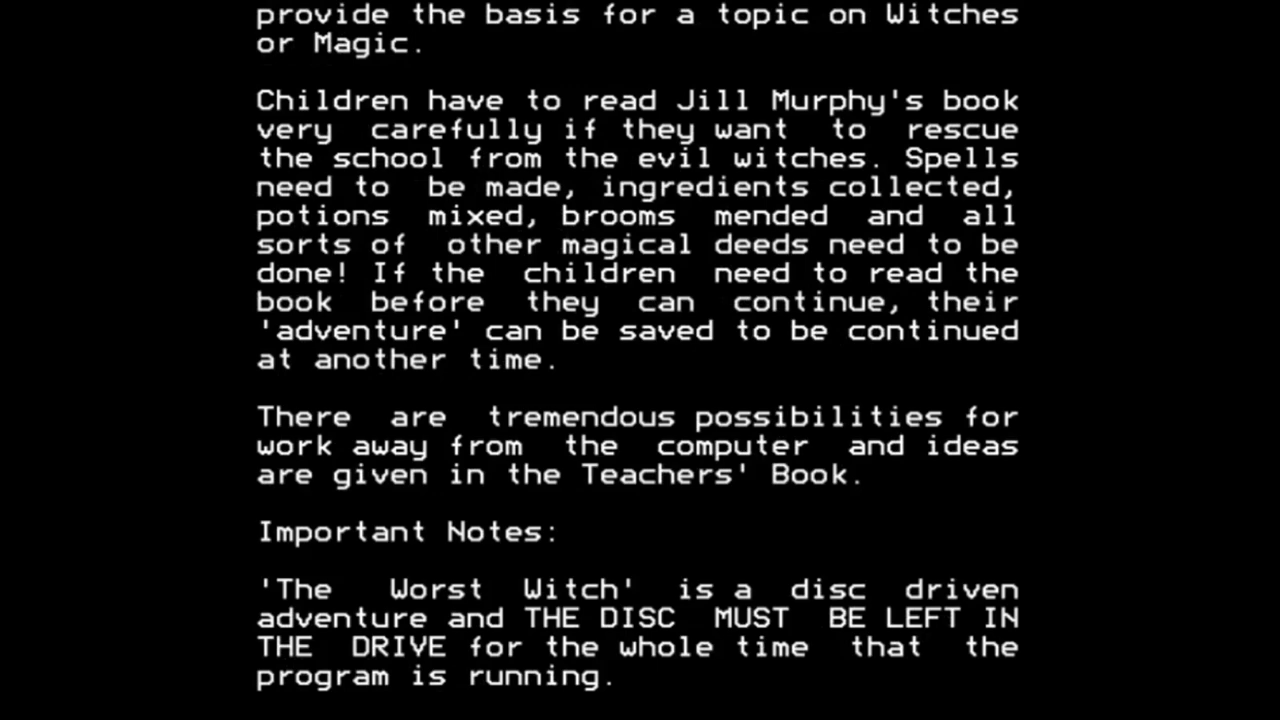 provide the basis for a topic on Witches
or Magic.
Children have to read Jill Murphy's book
very carefully if they want to rescue
the school from the evil witches. Spells
need to be made, ingredients collected,
potions mixed, brooms mended and all
sorts of other magical deeds need to be
done! If the children need to read the
book before they can continue, their
'adventure' can be saved to be continued
at another time.
There are tremendous possibilities for
work away from the computer and ideas
are given in the Teachers' Book.
Important Notes:
'The Worst Witch' is a disc driven
adventure and THE DISC MUST BE LEFT IN
THE DRIVE for the whole time that the
program is running.